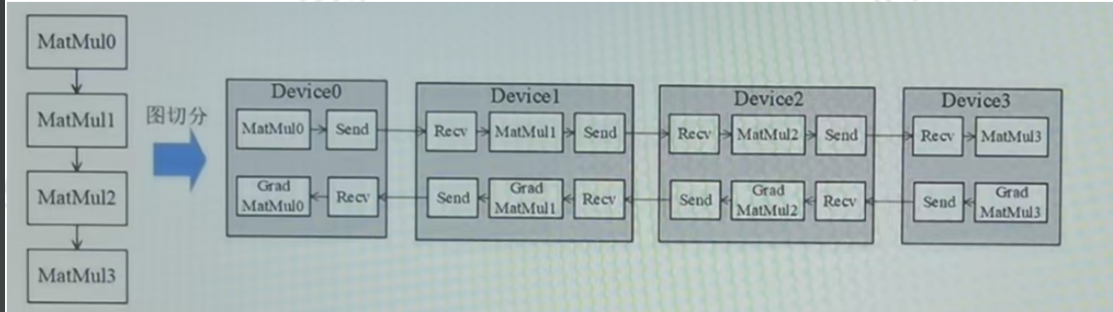 MatMul0
MatMul1
MatMul2
MatMul3
图切分
Device0
MatMul0
Send
Grad
MatMul0
Recv
Device1
Recv
MatMul1
Send
Send
Grad
MatMul1
Recv
Device2
Recv
MatMul2
Send
Send
Grad
MatMul2
Recv
Device3
Recv
MatMul3
Send
Grad
MatMul3